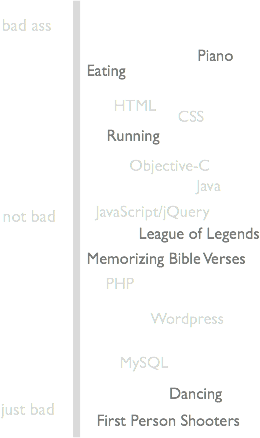 bad ass
Piano
Eating
HTML
CSS
Running
Objective-C
Java
JavaScript/jQuery
not bad
League of Legends
Memorizing Bible Verses
PHP
Wordpress
MySQL
Dancing
just bad
First Person Shooters